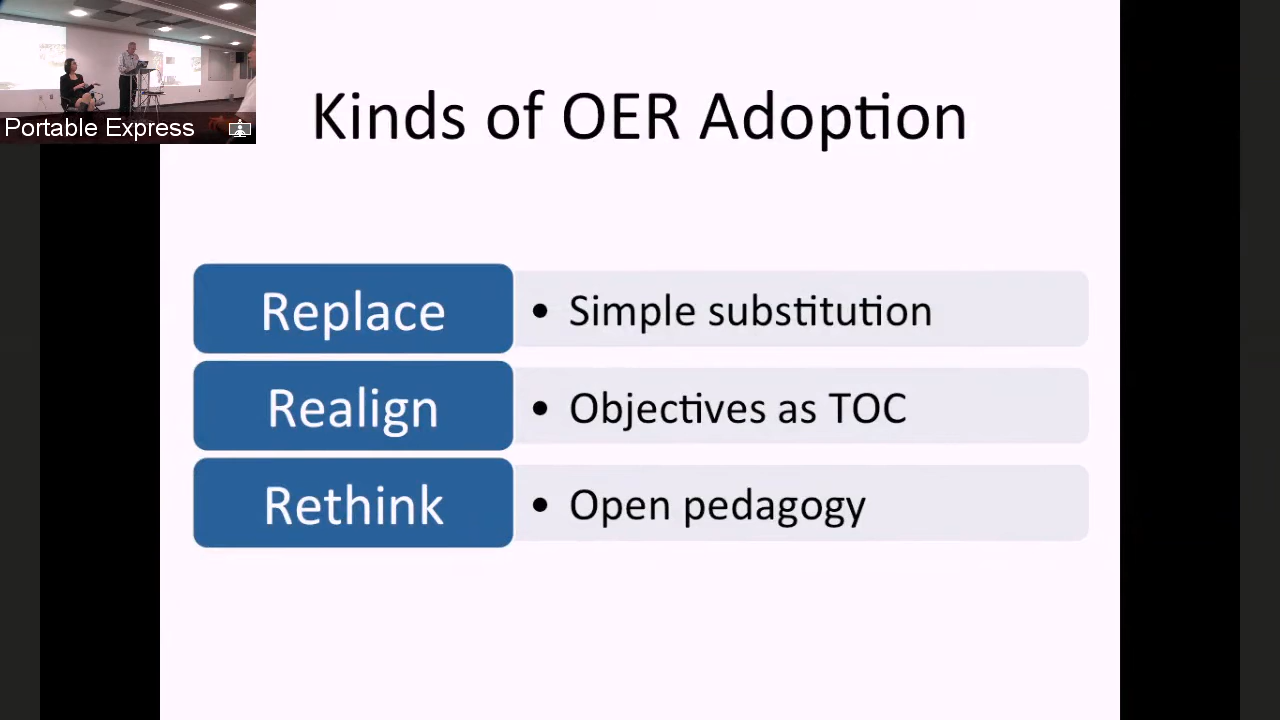 Portable Express
Kinds of OER Adoption
Replace
• Simple substitution
Realign
• Objectives as TOC
Rethink
• Open pedagogy